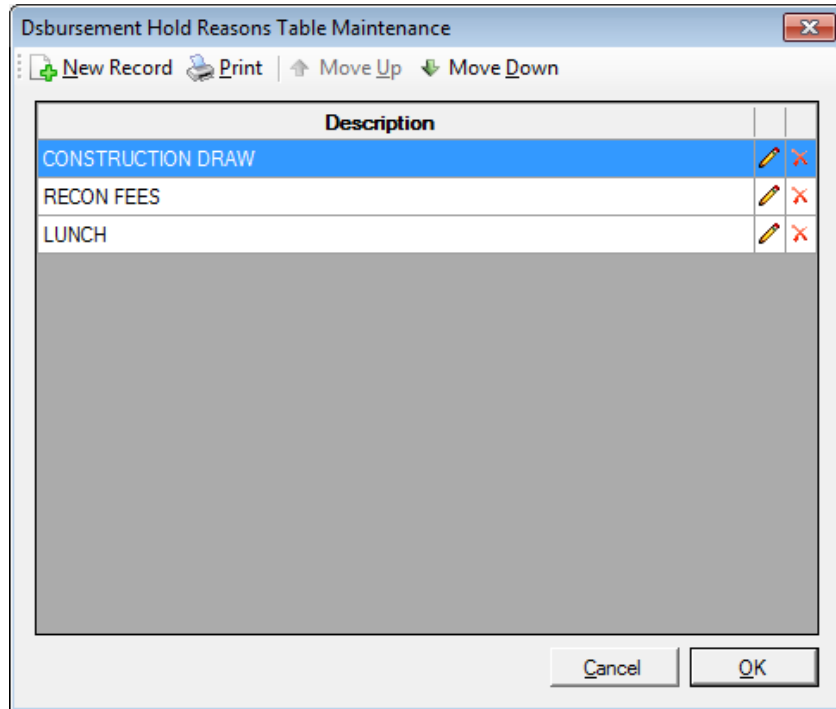 Dsbursement Hold Reasons Table Maintenance
New Record Print Move Up Move Down
Description
CONSTRUCTION DRAW
RECON FEES
LUNCH
Cancel OK